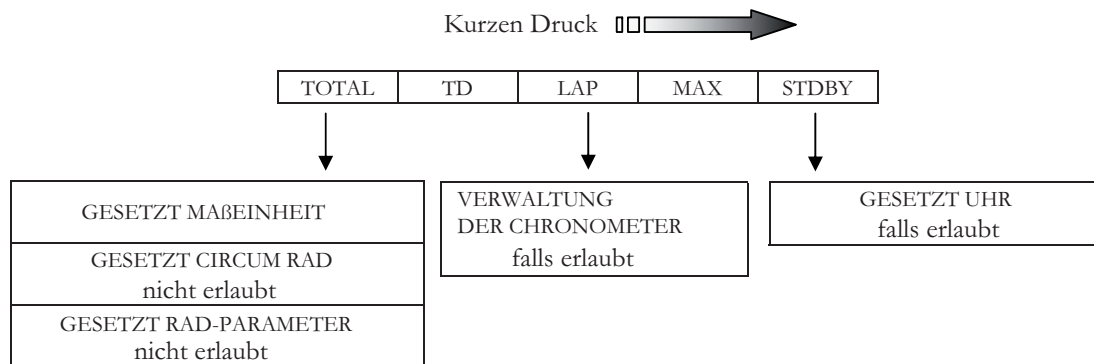 Kurzen Druck
TOTAL TD LAP MAX STDBY
GESETZT MAßEINHEIT
GESETZT CIRCUM RAD
nicht erlaubt
GESETZT RAD-PARAMETER
nicht erlaubt
VERWALTUNG
DER CHRONOMETER
falls erlaubt
GESETZT UHR
falls erlaubt